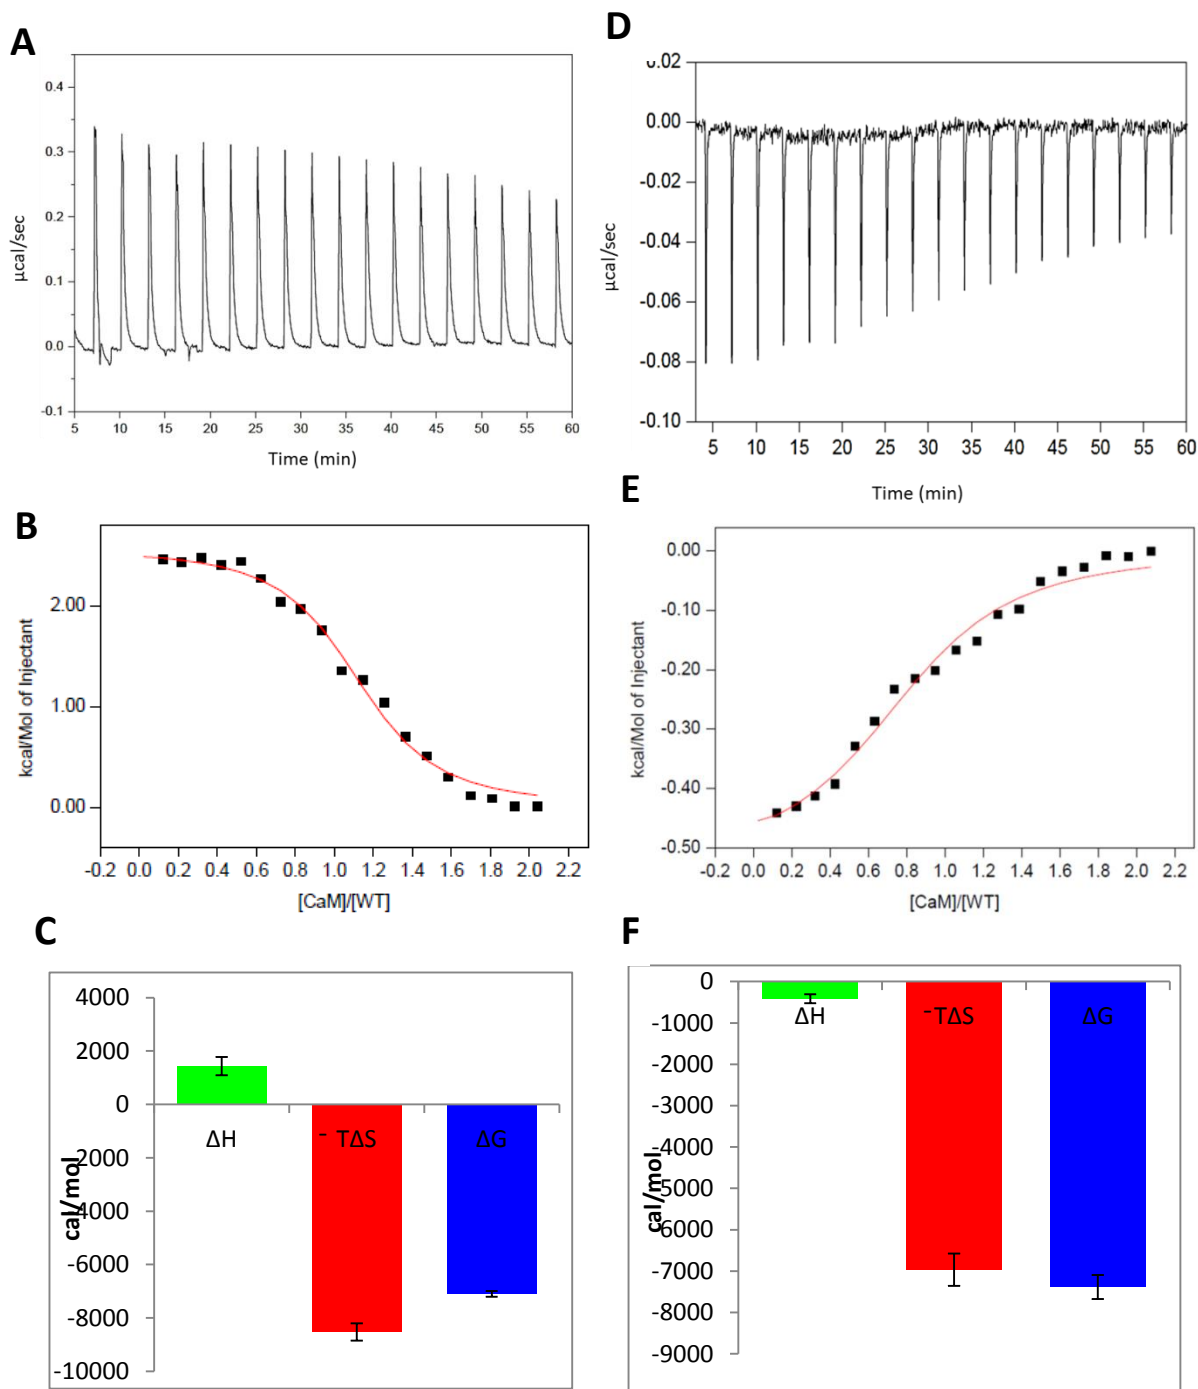 A
0.4
0.3
0.2
0.1
0.0
-0.1
µcal/sec
5 10 15 20 25 30 35 40 45 50 55 60
Time (min)
B
2.00
1.00
0.00
kcal/Mol of Injectant
-0.2 0.0 0.2 0.4 0.6 0.8 1.0 1.2 1.4 1.6 1.8 2.0 2.2
[CaM]/[WT]
C
4000
2000
0
-2000
-4000
-6000
-8000
-10000
cal/mol
ΔH
- TΔS
ΔG
D
0.02
0.00
-0.02
-0.04
-0.06
-0.08
-0.10
µcal/sec
5 10 15 20 25 30 35 40 45 50 55 60
Time (min)
E
0.00
-0.10
-0.20
-0.30
-0.40
-0.50
kcal/Mol of Injectant
-0.2 0.0 0.2 0.4 0.6 0.8 1.0 1.2 1.4 1.6 1.8 2.0 2.2
[CaM]/[WT]
F
0
-1000
-2000
-3000
-4000
-5000
-6000
-7000
-8000
-9000
cal/mol
ΔH
- TΔS
ΔG